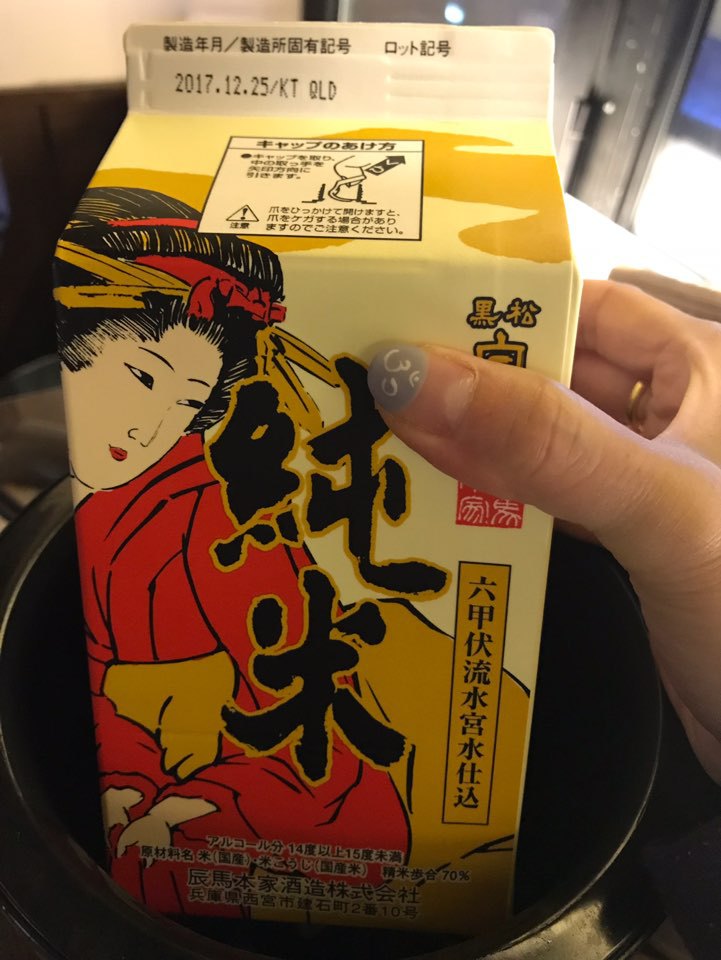 製造年月/製造所固有記号 ロット記号
2017.12.25/KT QLD
キャップのあけ方
●キャップを取り、
中の取っ手を
矢印方向に
引きます。
注意
爪をひっかけて開けますと、
爪をケガする場合があり
ますのでご注意ください。
黒松
純米
六甲伏流水宮水仕込
アルコール分 14度以上15度未満
原材料名 米(国産)・米こうじ(国産米) 精米歩合 70%
辰馬本家酒造株式会社
兵庫県西宮市建石町2番10号